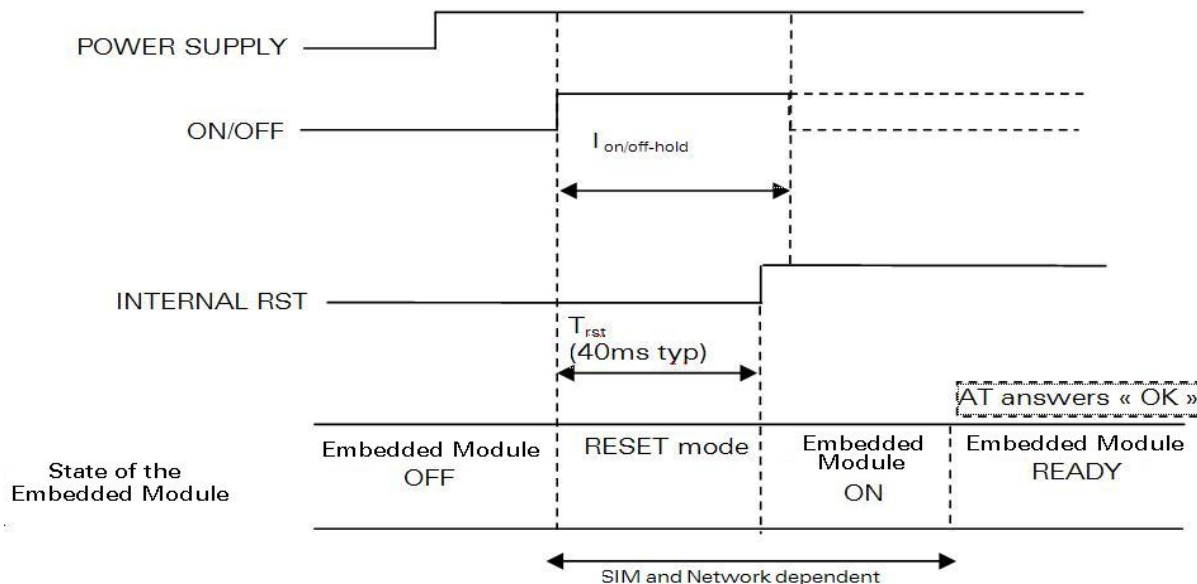 POWER SUPPLY
ON/OFF
I on/off-hold
INTERNAL RST
Trst
(40ms typ)
AT answers « OK »
State of the
Embedded Module
Embedded Module
OFF
RESET mode
Embedded
Module
ON
Embedded Module
READY
SIM and Network dependent